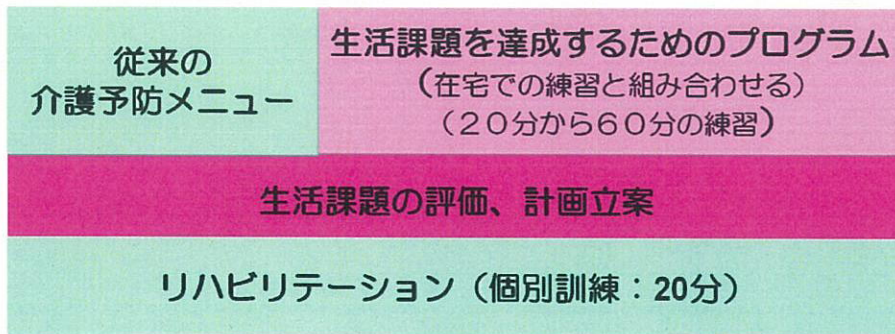 従来の
介護予防メニュー
生活課題を達成するためのプログラム
(在宅での練習と組み合わせる)
(20分から60分の練習)
生活課題の評価、計画立案
リハビリテーション(個別訓練:20分)